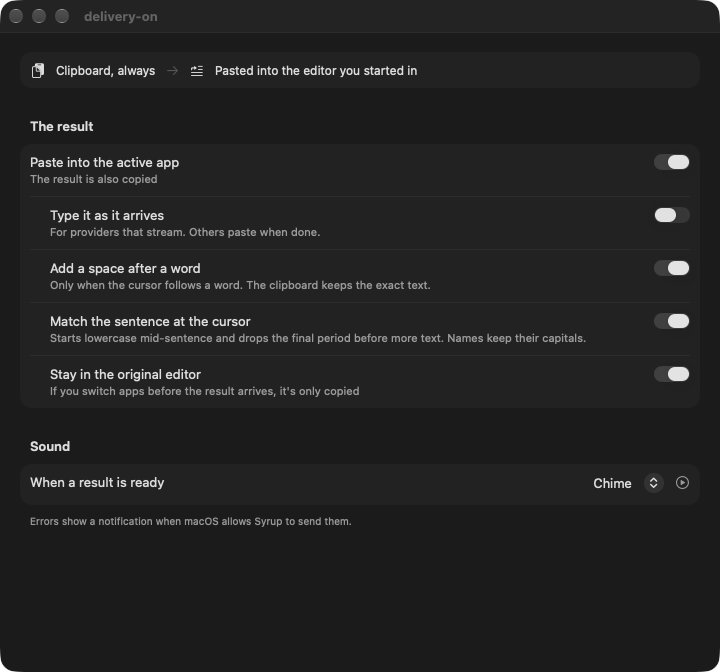 delivery-on
Clipboard, always → Pasted into the editor you started in
The result
Paste into the active app
The result is also copied
Type it as it arrives
For providers that stream. Others paste when done.
Add a space after a word
Only when the cursor follows a word. The clipboard keeps the exact text.
Match the sentence at the cursor
Starts lowercase mid-sentence and drops the final period before more text. Names keep their capitals.
Stay in the original editor
If you switch apps before the result arrives, it's only copied
Sound
When a result is ready
Chime
Errors show a notification when macOS allows Syrup to send them.